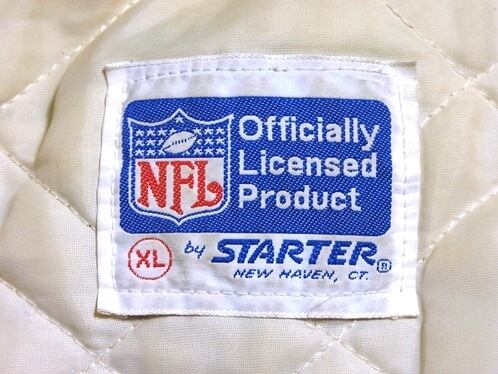 NFL
Officially
Licensed
Product
XL
by STARTER®
NEW HAVEN, CT.